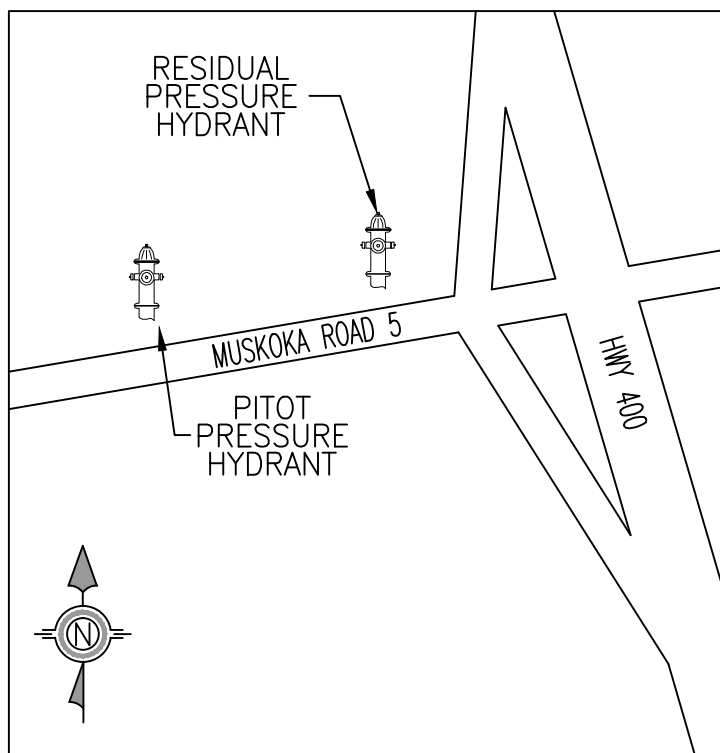 RESIDUAL
PRESSURE
HYDRANT
MUSKOKA ROAD 5
HWY 400
PITOT
PRESSURE
HYDRANT
N